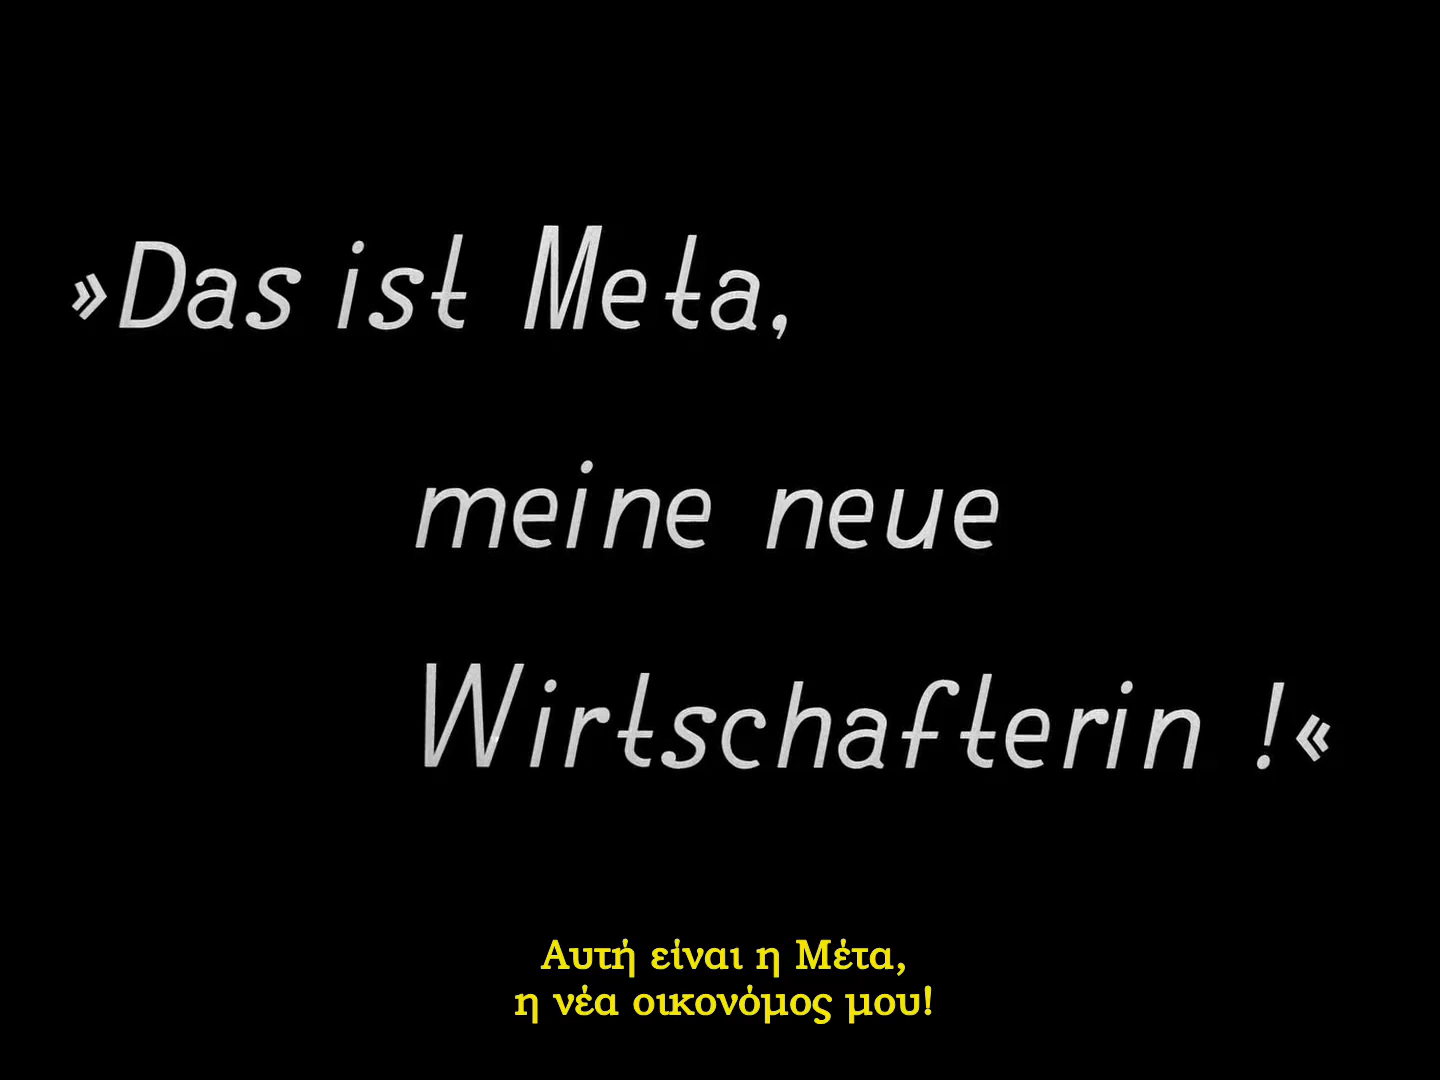 »Das ist Meta,
meine neue
Wirtschafterin !«
Αυτή είναι η Μέτα,
η νέα οικονόμος μου!